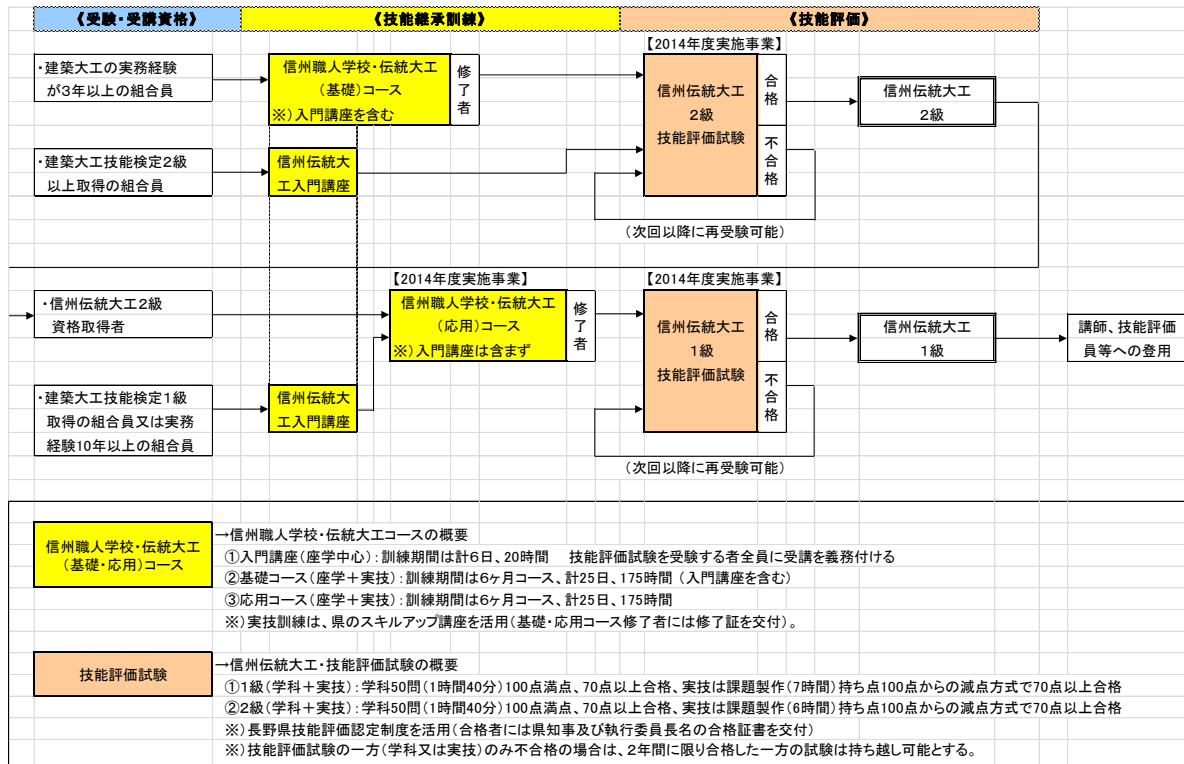 《受験・受講資格》
《技能継承訓練》
《技能評価》
【2014年度実施事業】
・建築大工の実務経験
が3年以上の組合員
信州職人学校・伝統大工
(基礎)コース
※)入門講座を含む
修了者
信州伝統大工
2級
技能評価試験
合格
不合格
信州伝統大工
2級
・建築大工技能検定2級
以上取得の組合員
信州伝統大
工入門講座
(次回以降に再受験可能)
【2014年度実施事業】
【2014年度実施事業】
・信州伝統大工2級
資格取得者
信州職人学校・伝統大工
(応用)コース
※)入門講座は含まず
修了者
信州伝統大工
1級
技能評価試験
合格
不合格
信州伝統大工
1級
講師、技能評価
員等への登用
・建築大工技能検定1級
取得の組合員又は実務
経験10年以上の組合員
信州伝統大
工入門講座
(次回以降に再受験可能)
信州職人学校・伝統大工
(基礎・応用)コース
→信州職人学校・伝統大工コースの概要
①入門講座(座学中心):訓練期間は計6日、20時間 技能評価試験を受験する者全員に受講を義務付ける
②基礎コース(座学+実技):訓練期間は6ヶ月コース、計25日、175時間 (入門講座を含む)
③応用コース(座学+実技):訓練期間は6ヶ月コース、計25日、175時間
※)実技訓練は、県のスキルアップ講座を活用(基礎・応用コース修了者には修了証を交付)。
技能評価試験
→信州伝統大工・技能評価試験の概要
①1級(学科+実技):学科50問(1時間40分)100点満点、70点以上合格、実技は課題製作(7時間)持ち点100点からの減点方式で70点以上合格
②2級(学科+実技):学科50問(1時間40分)100点満点、70点以上合格、実技は課題製作(6時間)持ち点100点からの減点方式で70点以上合格
※)長野県技能評価認定制度を活用(合格者には県知事及び執行委員長名の合格証書を交付)
※)技能評価試験の一方(学科又は実技)のみ不合格の場合は、2年間に限り合格した一方の試験は持ち越し可能とする。